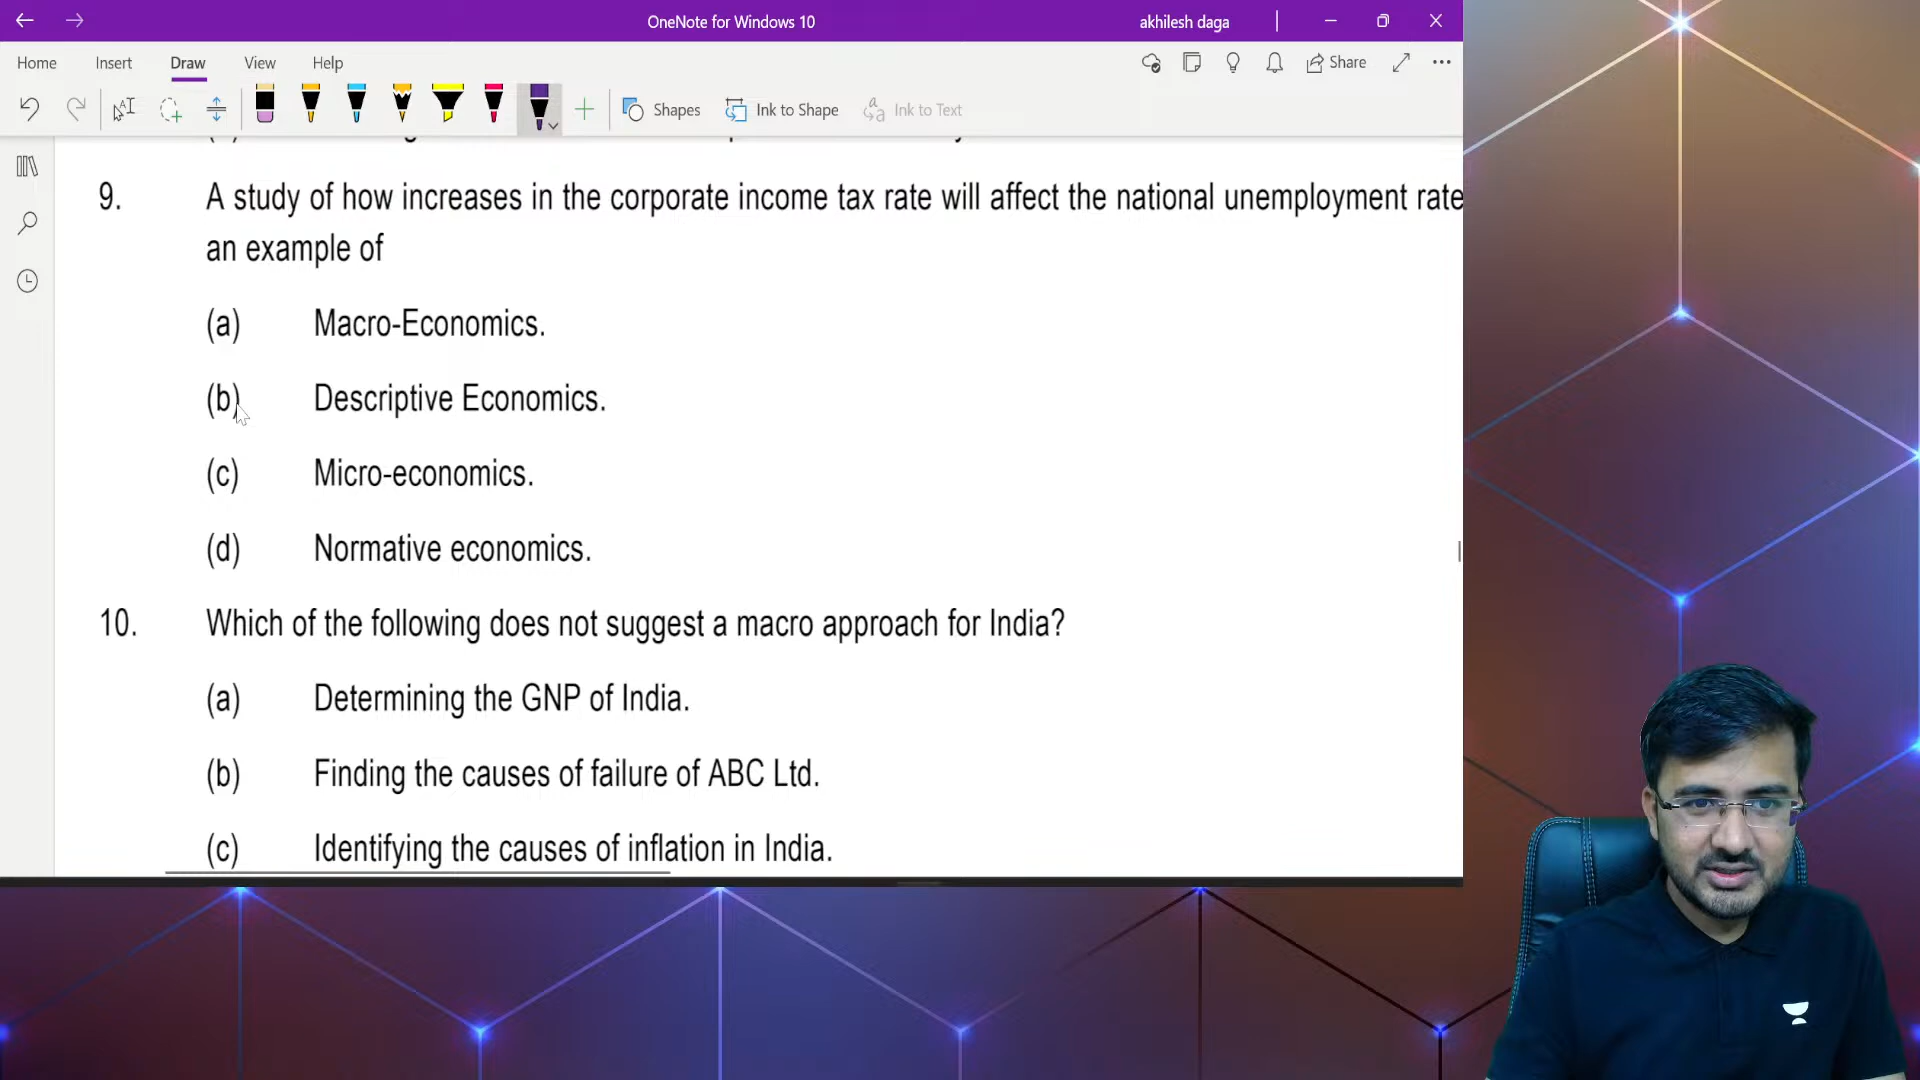 OneNote for Windows 10
akhilesh daga
Home Insert Draw View Help
Share
Shapes
Ink to Shape
Ink to Text
9. A study of how increases in the corporate income tax rate will affect the national unemployment rate
an example of
(a) Macro-Economics.
(b) Descriptive Economics.
(c) Micro-economics.
(d) Normative economics.
10. Which of the following does not suggest a macro approach for India?
(a) Determining the GNP of India.
(b) Finding the causes of failure of ABC Ltd.
(c) Identifying the causes of inflation in India.